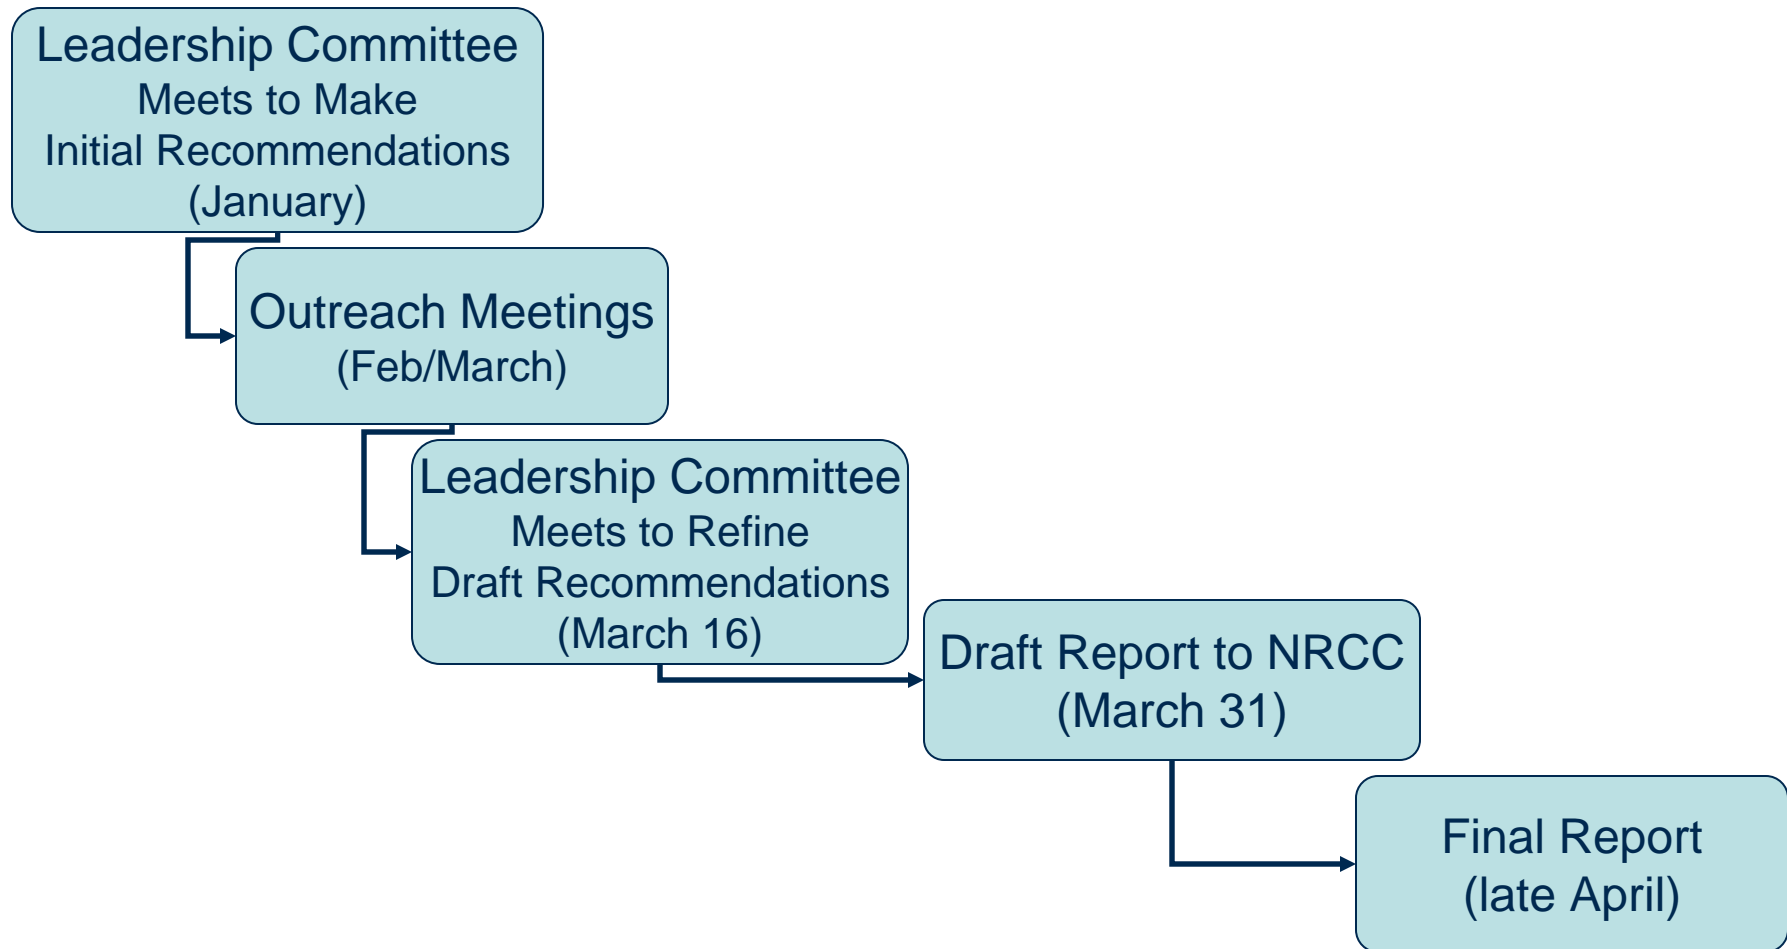 Leadership Committee
Meets to Make
Initial Recommendations
(January)
Outreach Meetings
(Feb/March)
Leadership Committee
Meets to Refine
Draft Recommendations
(March 16)
Draft Report to NRCC
(March 31)
Final Report
(late April)